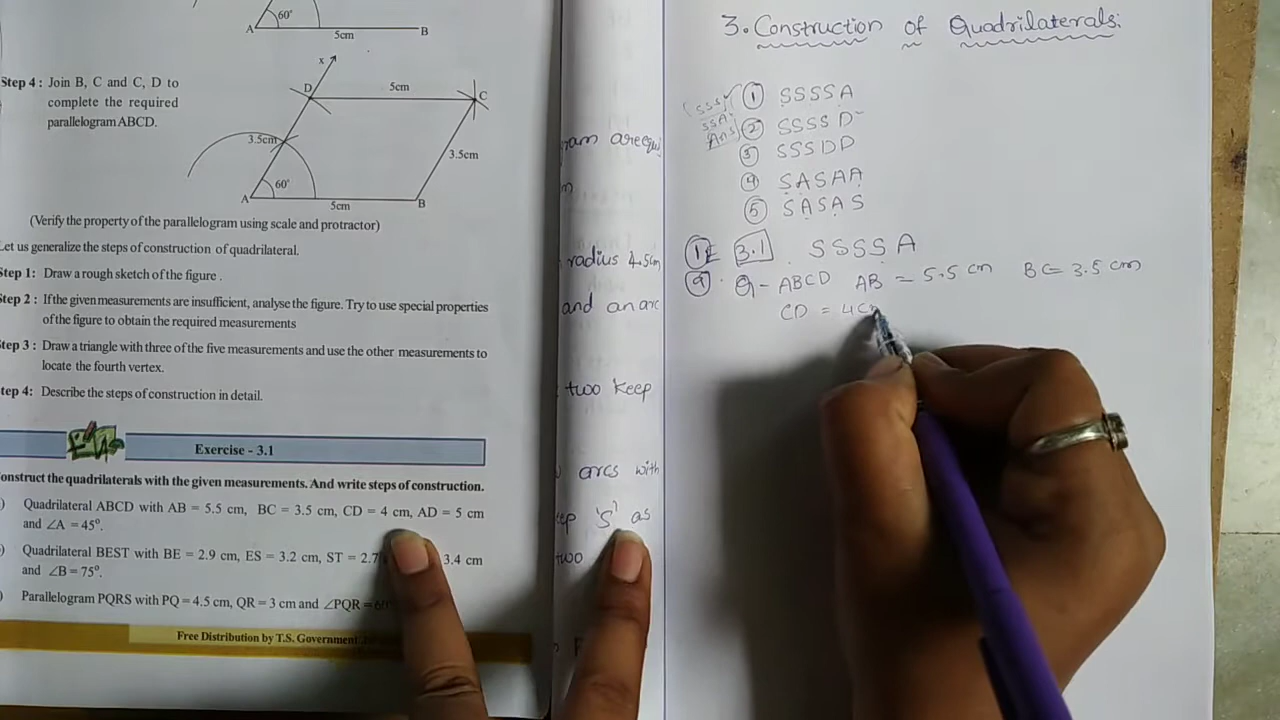 A 60° 5cm B
Step 4 : Join B, C and C, D to
complete the required
parallelogram ABCD.
x
D 5cm C
3.5cm
3.5cm
60°
A 5cm B
(Verify the property of the parallelogram using scale and protractor)
Let us generalize the steps of construction of quadrilateral.
Step 1: Draw a rough sketch of the figure .
Step 2 : If the given measurements are insufficient, analyse the figure. Try to use special properties
of the figure to obtain the required measurements
Step 3 : Draw a triangle with three of the five measurements and use the other measurements to
locate the fourth vertex.
Step 4: Describe the steps of construction in detail.
Exercise - 3.1
onstruct the quadrilaterals with the given measurements. And write steps of construction.
) Quadrilateral ABCD with AB = 5.5 cm, BC = 3.5 cm, CD = 4 cm, AD = 5 cm
and ∠A = 45°.
) Quadrilateral BEST with BE = 2.9 cm, ES = 3.2 cm, ST = 2.7 3.4 cm
and ∠B = 75°.
) Parallelogram PQRS with PQ = 4.5 cm, QR = 3 cm and ∠PQR =
Free Distribution by T.S. Government
radius 4.5cm
and an arc
two keep
arcs with
's' as
two
3. Construction of Quadrilaterals:
① SSSSA
② SSSSD
③ SSSDD
④ SASAA
⑤ SASAS
3.1 SSSSA
Q- ABCD AB = 5.5 cm BC = 3.5 cm
CD = 4c